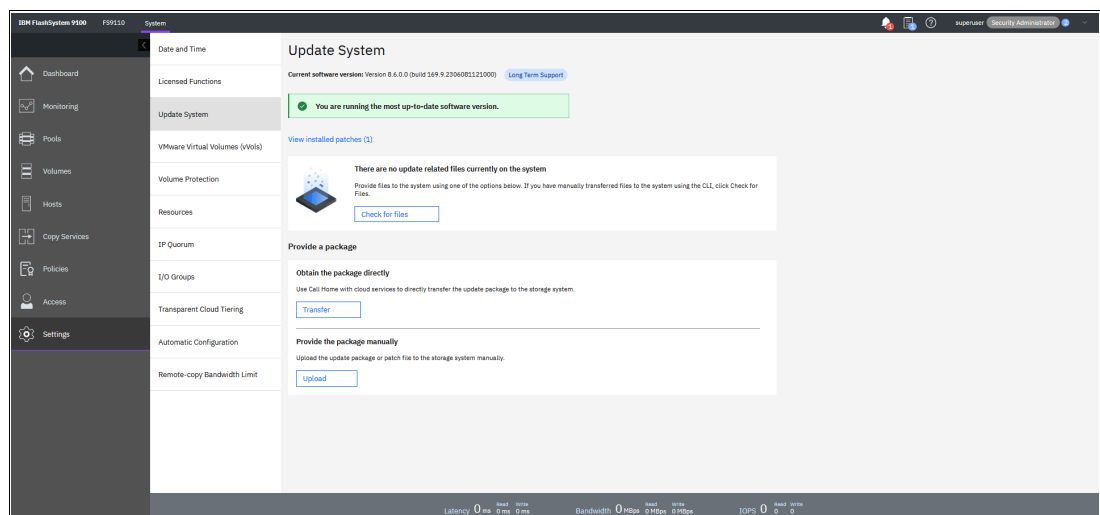 IBM FlashSystem 9100 FS9110 System
superuser Security Administrator
Dashboard
Monitoring
Pools
Volumes
Hosts
Copy Services
Policies
Access
Settings
Date and Time
Licensed Functions
Update System
VMware Virtual Volumes (vVols)
Volume Protection
Resources
IP Quorum
I/O Groups
Transparent Cloud Tiering
Automatic Configuration
Remote-copy Bandwidth Limit
Update System
Current software version: Version 8.6.0.0 (build 169.9.2306081121000) Long Term Support
You are running the most up-to-date software version.
View installed patches (1)
There are no update related files currently on the system
Provide files to the system using one of the options below. If you have manually transferred files to the system using the CLI, click Check for
Files.
Check for files
Provide a package
Obtain the package directly
Use Call Home with cloud services to directly transfer the update package to the storage system.
Transfer
Provide the package manually
Upload the update package or patch file to the storage system manually.
Upload
Latency 0 ms Read 0 ms Write 0 ms Bandwidth 0 MBps Read 0 MBps Write 0 MBps IOPS 0 Read 0 Write 0